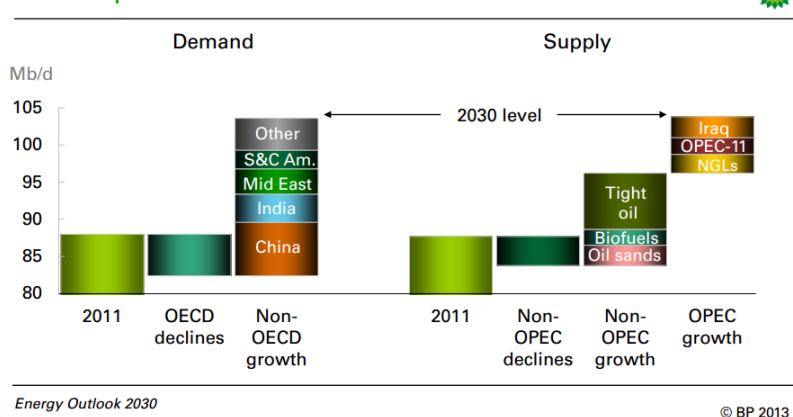 Demand
Supply
Mb/d
105
100
95
90
85
80
2030 level
Other
S&C Am.
Mid East
India
China
Iraq
OPEC-11
NGLs
Tight
oil
Biofuels
Oil sands
2011
OECD
declines
Non-
OECD
growth
2011
Non-
OPEC
declines
Non-
OPEC
growth
OPEC
growth
Energy Outlook 2030
© BP 2013